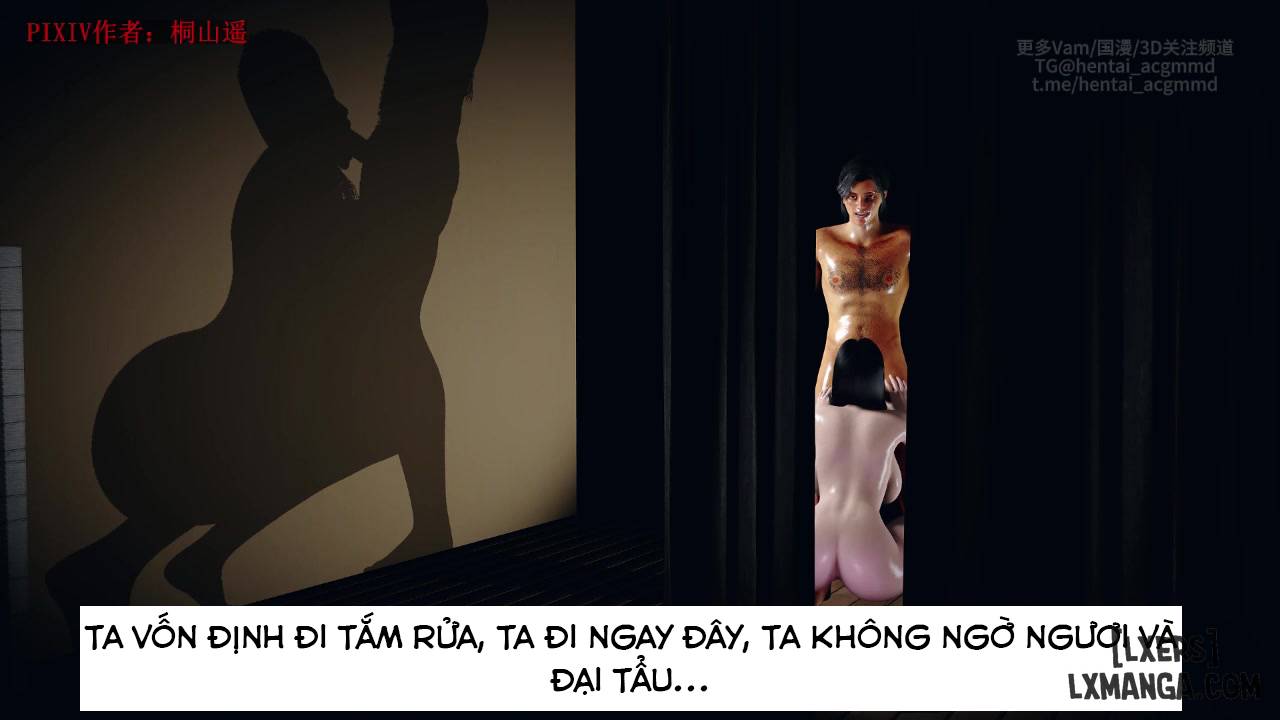 PIXIV作者：桐山遥
更多Vam/国漫/3D关注频道
TG@hentai_acgmmd
t.me/hentai_acgmmd
TA VỐN ĐỊNH ĐI TẮM RỬA, TA ĐI NGAY ĐÂY, TA KHÔNG NGỜ NGƯƠI VÀ
ĐẠI TẨU...
[LXERS]
LXMANGA.COM